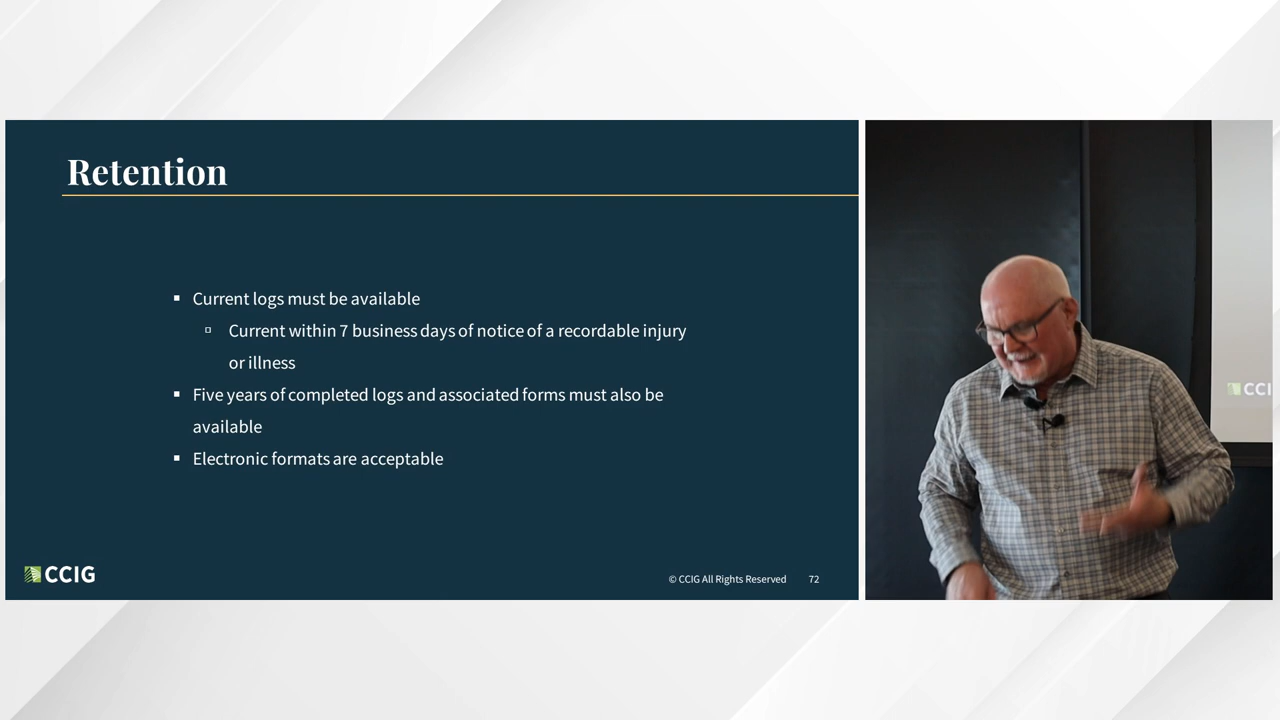 Retention
▪ Current logs must be available
▫ Current within 7 business days of notice of a recordable injury
or illness
▪ Five years of completed logs and associated forms must also be
available
▪ Electronic formats are acceptable
CCIG
© CCIG All Rights Reserved 72
CCI